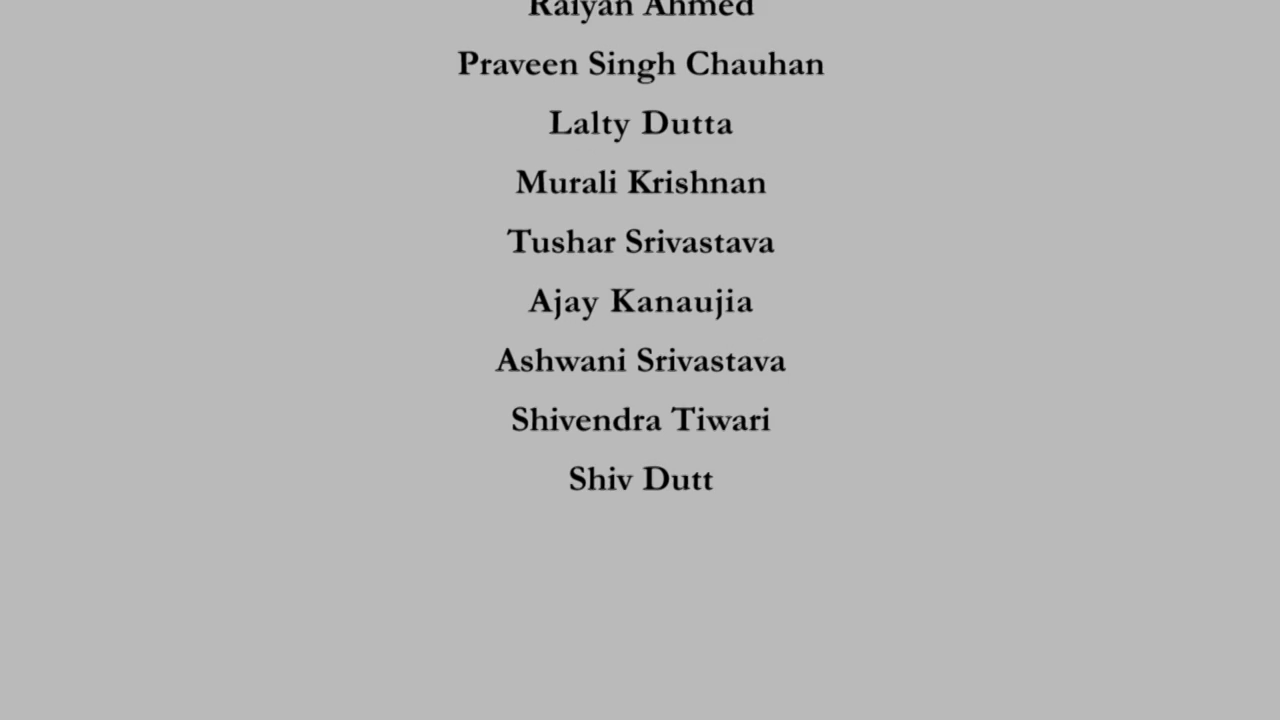 Raiyan Ahmed
Praveen Singh Chauhan
Lalty Dutta
Murali Krishnan
Tushar Srivastava
Ajay Kanaujia
Ashwani Srivastava
Shivendra Tiwari
Shiv Dutt